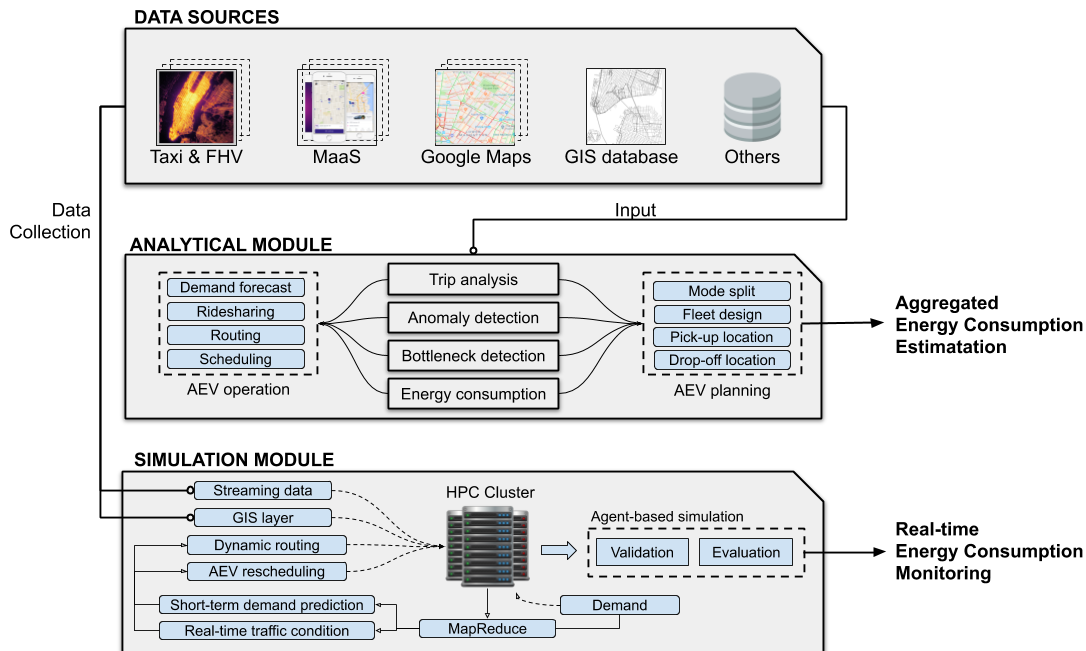 DATA SOURCES
Taxi & FHV
MaaS
Google Maps
GIS database
Others
Data
Collection
Input
ANALYTICAL MODULE
Demand forecast
Ridesharing
Routing
Scheduling
AEV operation
Trip analysis
Anomaly detection
Bottleneck detection
Energy consumption
Mode split
Fleet design
Pick-up location
Drop-off location
AEV planning
Aggregated
Energy Consumption
Estimatation
SIMULATION MODULE
Streaming data
GIS layer
Dynamic routing
AEV rescheduling
Short-term demand prediction
Real-time traffic condition
HPC Cluster
MapReduce
Demand
Agent-based simulation
Validation
Evaluation
Real-time
Energy Consumption
Monitoring